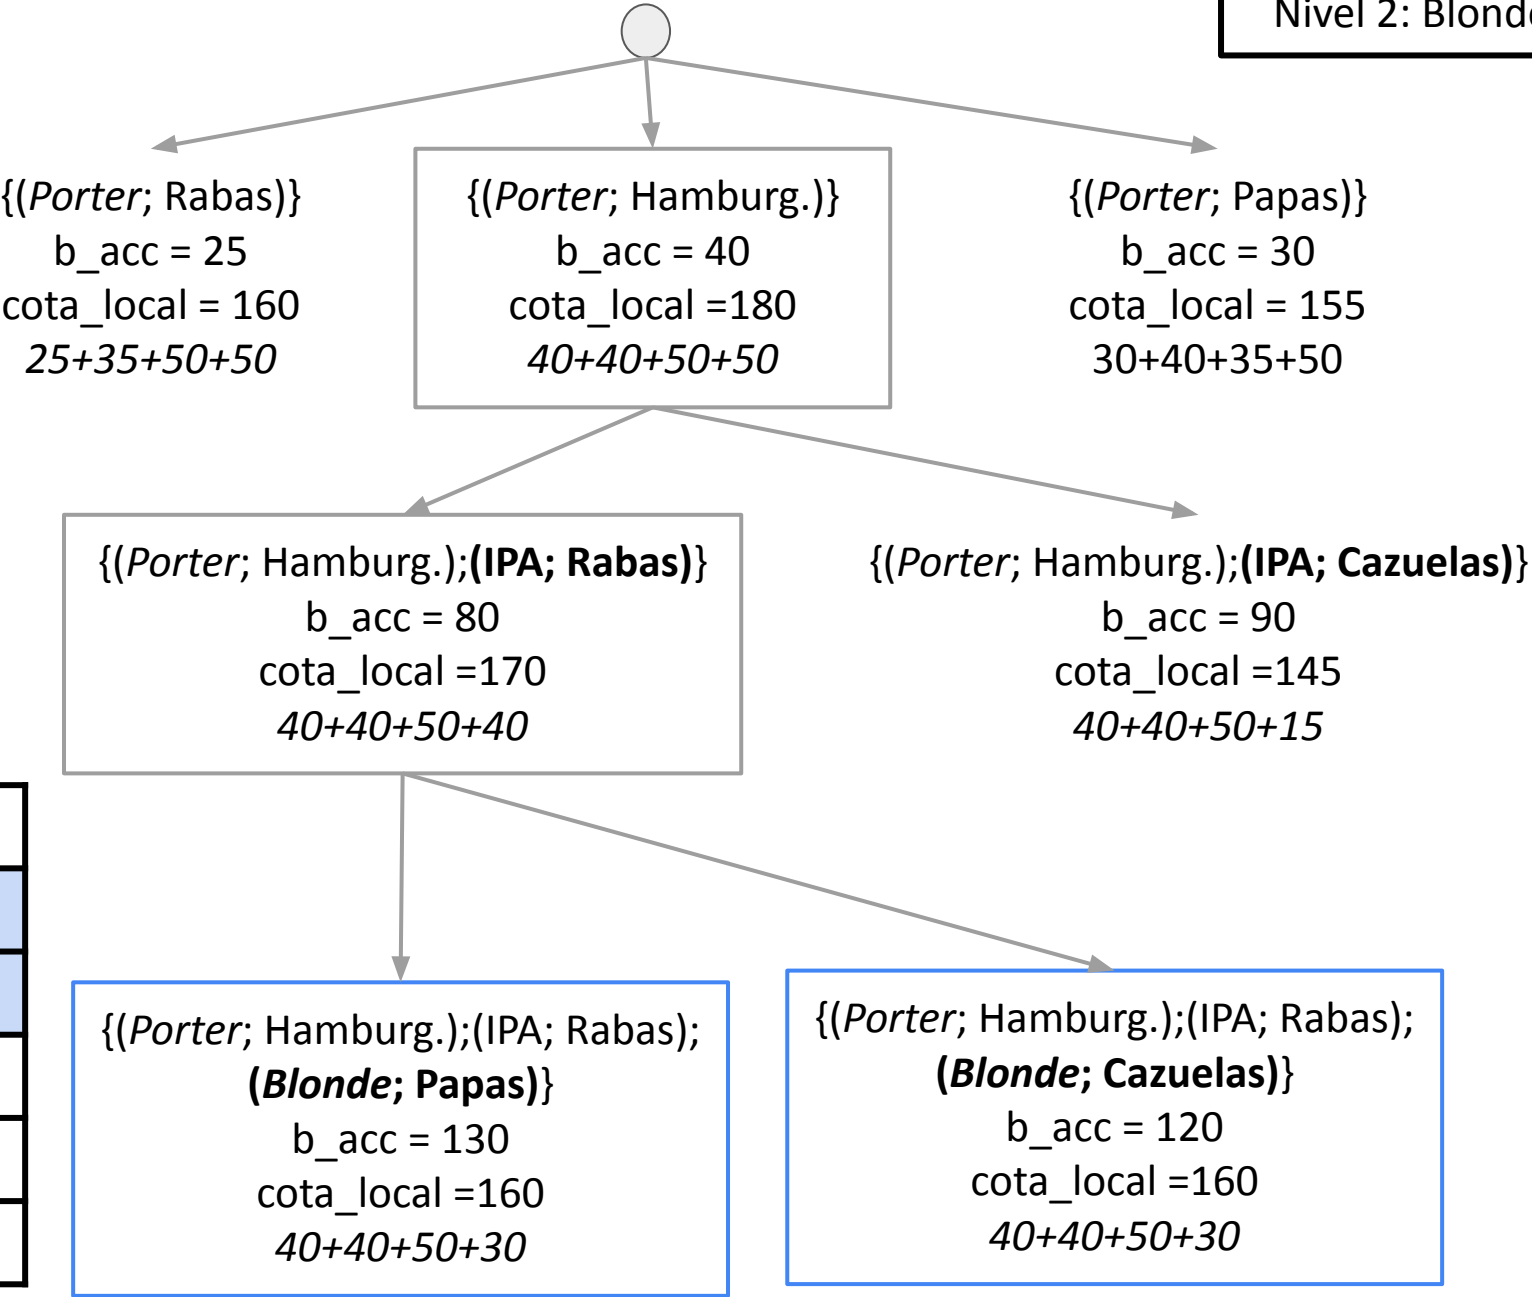 Nivel 2: Blonde
{(Porter; Rabas)}
b_acc = 25
cota_local = 160
25+35+50+50
{(Porter; Hamburg.)}
b_acc = 40
cota_local =180
40+40+50+50
{(Porter; Papas)}
b_acc = 30
cota_local = 155
30+40+35+50
{(Porter; Hamburg.);(IPA; Rabas)}
b_acc = 80
cota_local =170
40+40+50+40
{(Porter; Hamburg.);(IPA; Cazuelas)}
b_acc = 90
cota_local =145
40+40+50+15
{(Porter; Hamburg.);(IPA; Rabas);
(Blonde; Papas)}
b_acc = 130
cota_local =160
40+40+50+30
{(Porter; Hamburg.);(IPA; Rabas);
(Blonde; Cazuelas)}
b_acc = 120
cota_local =160
40+40+50+30